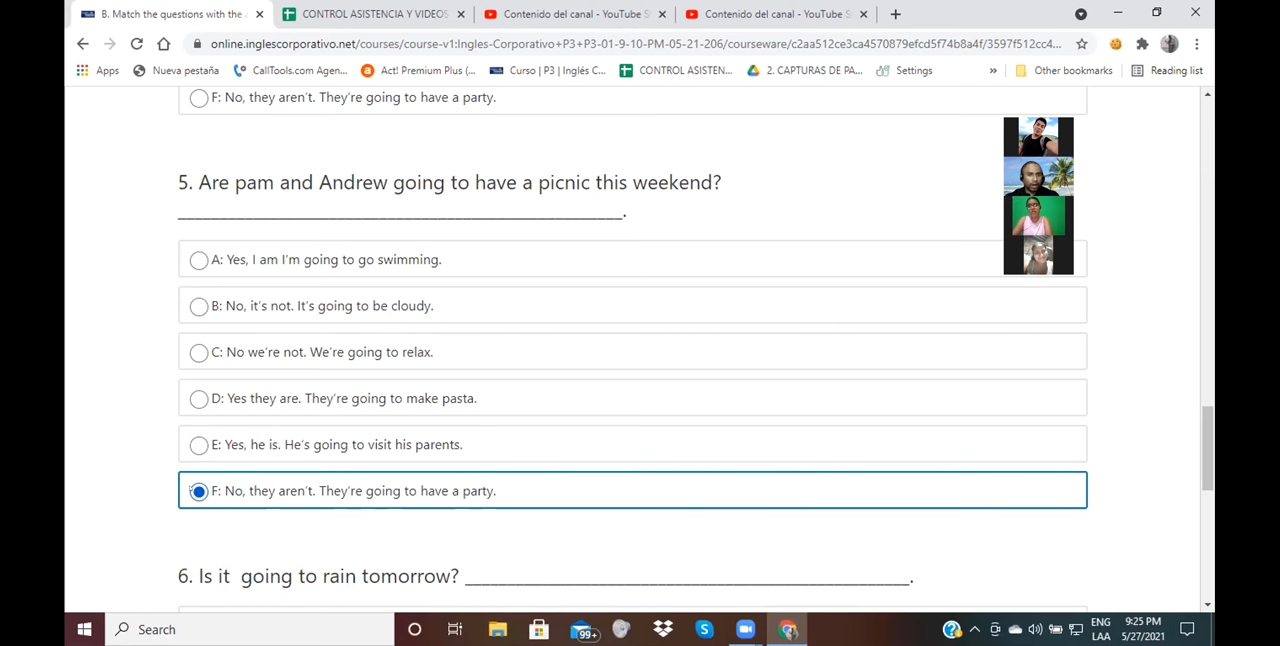 B. Match the questions with the
CONTROL ASISTENCIA Y VIDEOS
Contenido del canal - YouTube S
Contenido del canal - YouTube S
online.inglescorporativo.net/courses/course-v1:Ingles-Corporativo+P3+P3-01-9-10-PM-05-21-206/courseware/c2aa512ce3ca4570879efcd5f74b8a4f/3597f512cc4...
Apps
Nueva pestaña
CallTools.com Agen...
Act! Premium Plus (...
Curso | P3 | Inglés C...
CONTROL ASISTEN...
2. CAPTURAS DE PA...
Settings
»
Other bookmarks
Reading list
F: No, they aren't. They're going to have a party.
5. Are pam and Andrew going to have a picnic this weekend?
_______________________________________________.
A: Yes, I am I'm going to go swimming.
B: No, it's not. It's going to be cloudy.
C: No we're not. We're going to relax.
D: Yes they are. They're going to make pasta.
E: Yes, he is. He's going to visit his parents.
F: No, they aren't. They're going to have a party.
6. Is it going to rain tomorrow? _______________________________________________.
Search
99+
ENG
LAA
9:25 PM
5/27/2021